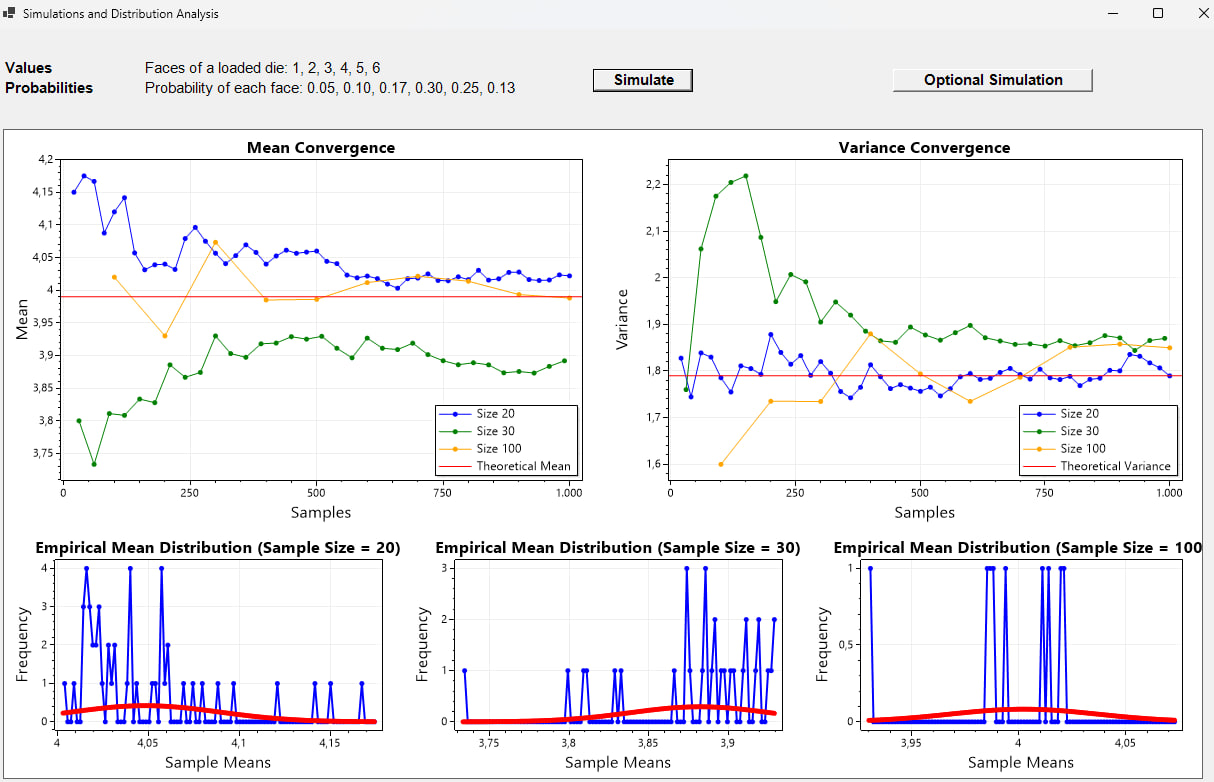 Simulations and Distribution Analysis
Values Faces of a loaded die: 1, 2, 3, 4, 5, 6
Probabilities Probability of each face: 0.05, 0.10, 0.17, 0.30, 0.25, 0.13
Simulate
Optional Simulation
Mean Convergence
Mean
4,2
4,15
4,1
4,05
4
3,95
3,9
3,85
3,8
3,75
0 250 500 750 1.000
Samples
Size 20
Size 30
Size 100
Theoretical Mean
Variance Convergence
Variance
2,2
2,1
2
1,9
1,8
1,7
1,6
0 250 500 750 1.000
Samples
Size 20
Size 30
Size 100
Theoretical Variance
Empirical Mean Distribution (Sample Size = 20)
Frequency
4
3
2
1
0
4 4,05 4,1 4,15
Sample Means
Empirical Mean Distribution (Sample Size = 30)
Frequency
3
2
1
0
3,75 3,8 3,85 3,9
Sample Means
Empirical Mean Distribution (Sample Size = 100
Frequency
1
0,5
0
3,95 4 4,05
Sample Means